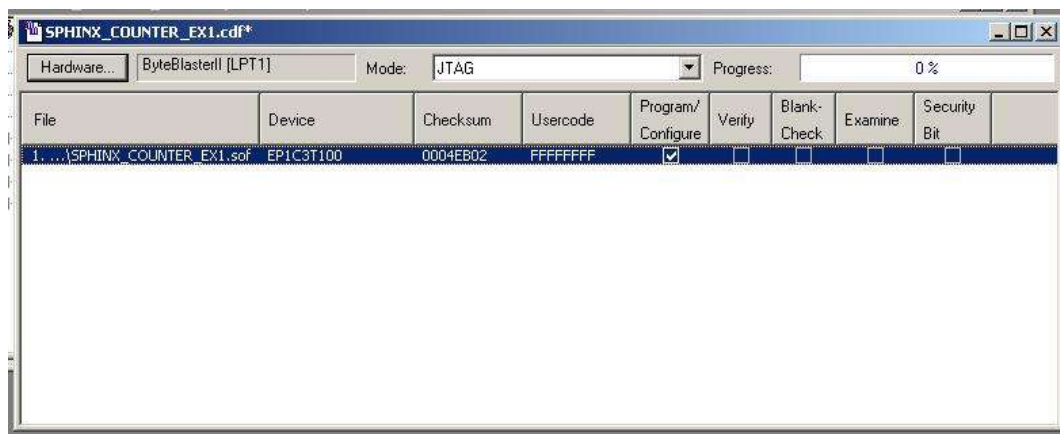 SPHINX_COUNTER_EX1.cdf*
Hardware... ByteBlasterII [LPT1] Mode: JTAG Progress: 0 %
File Device Checksum Usercode Program/ Configure Verify Blank- Check Examine Security Bit
1. ...\SPHINX_COUNTER_EX1.sof EP1C3T100 0004EB02 FFFFFFFF